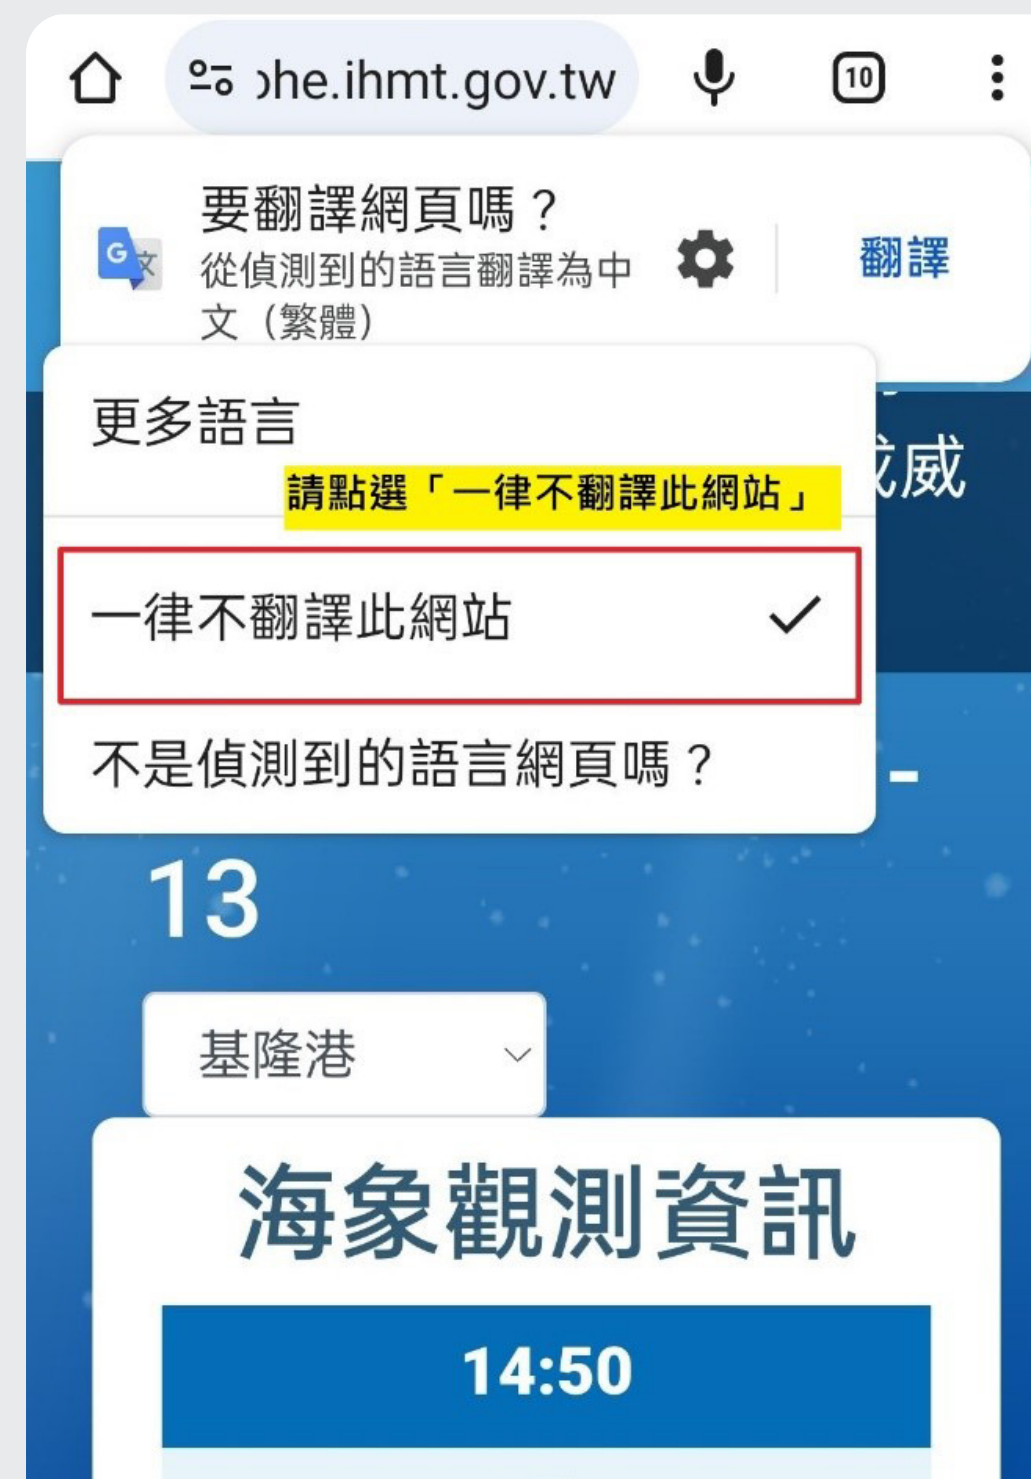 ohe.ihmt.gov.tw
10
要翻譯網頁嗎？
從偵測到的語言翻譯為中
文（繁體）
翻譯
更多語言
威
請點選「一律不翻譯此網站」
一律不翻譯此網站
不是偵測到的語言網頁嗎？
-
13
基隆港
海象觀測資訊
14:50